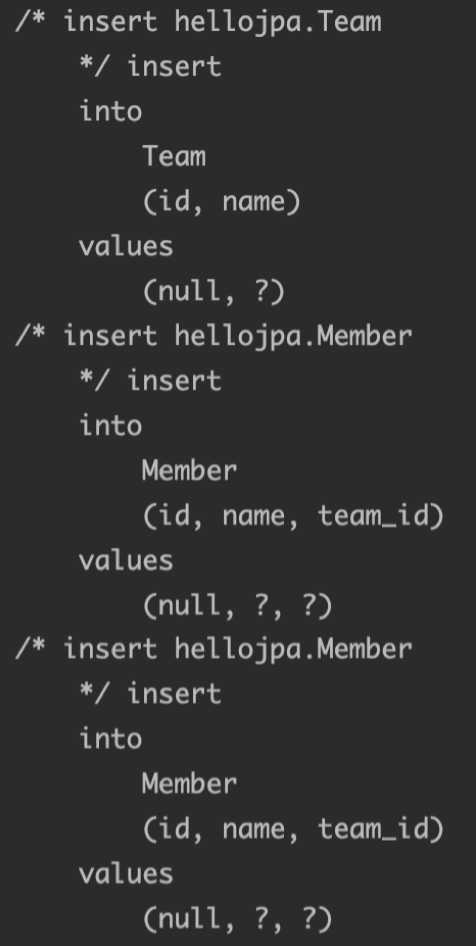 /* insert hellojpa.Team
    */ insert
    into
        Team
        (id, name)
    values
        (null, ?)
/* insert hellojpa.Member
    */ insert
    into
        Member
        (id, name, team_id)
    values
        (null, ?, ?)
/* insert hellojpa.Member
    */ insert
    into
        Member
        (id, name, team_id)
    values
        (null, ?, ?)